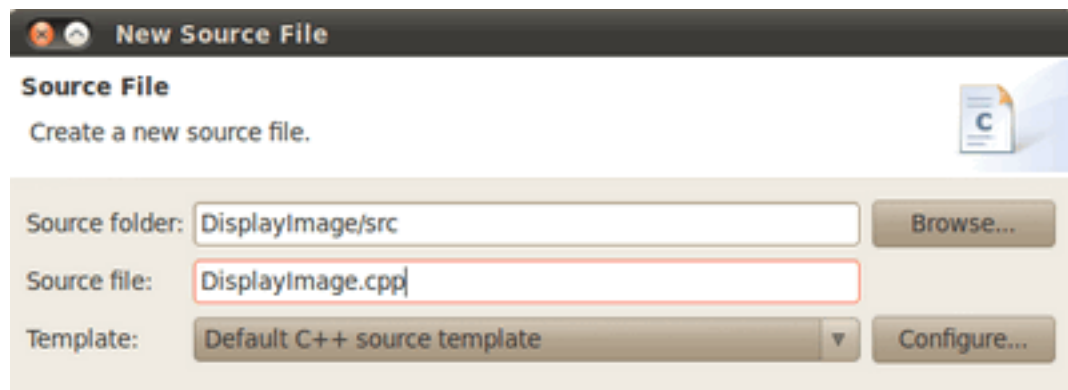 New Source File
Source File
Create a new source file.
C
Source folder: DisplayImage/src Browse...
Source file: DisplayImage.cpp
Template: Default C++ source template Configure...